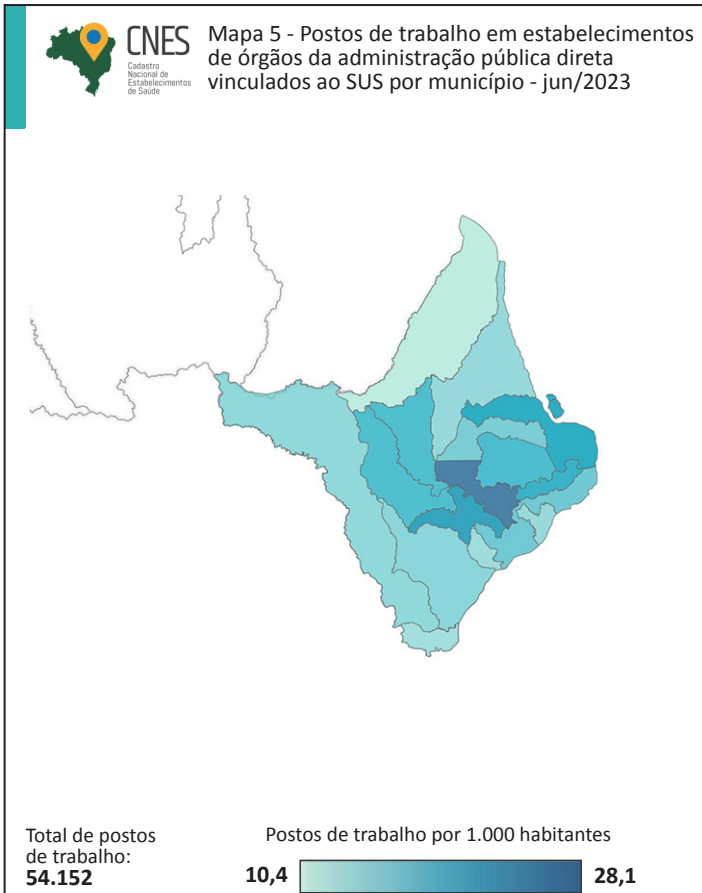 CNES
Cadastro
Nacional de
Estabelecimentos
de Saúde
Mapa 5 - Postos de trabalho em estabelecimentos
de órgãos da administração pública direta
vinculados ao SUS por município - jun/2023
Total de postos
de trabalho:
54.152
Postos de trabalho por 1.000 habitantes
10,4
28,1